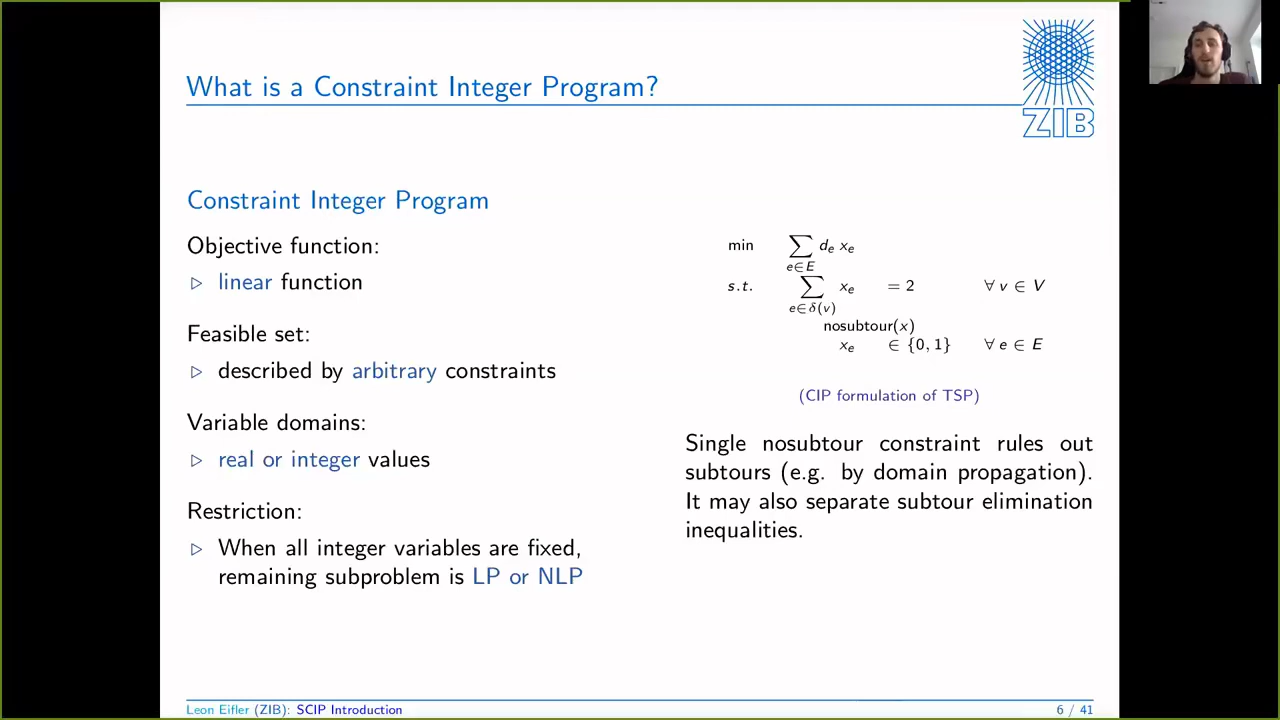 What is a Constraint Integer Program?
ZIB
Constraint Integer Program
Objective function:
▷ linear function
Feasible set:
▷ described by arbitrary constraints
Variable domains:
▷ real or integer values
Restriction:
▷ When all integer variables are fixed,
remaining subproblem is LP or NLP
min ∑ d_e x_e
e∈E
s.t. ∑ x_e = 2 ∀ v ∈ V
e∈δ(v)
nosubtour(x)
x_e ∈ {0, 1} ∀ e ∈ E
(CIP formulation of TSP)
Single nosubtour constraint rules out
subtours (e.g. by domain propagation).
It may also separate subtour elimination
inequalities.
Leon Eifler (ZIB): SCIP Introduction
6 / 41